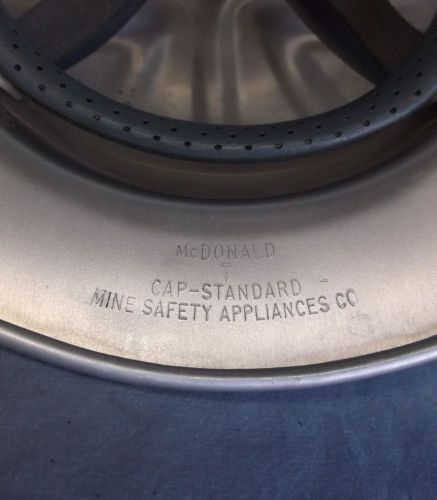 McDONALD
T
CAP-STANDARD
MINE SAFETY APPLIANCES CO